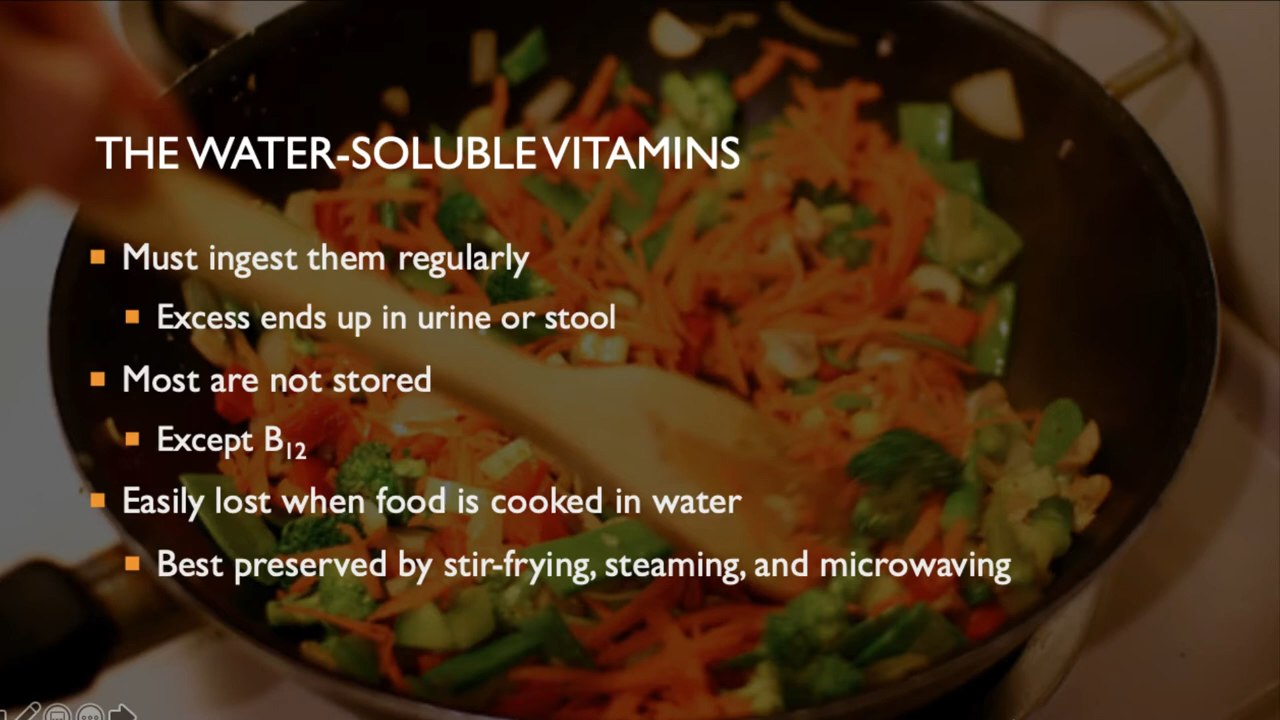 THE WATER-SOLUBLE VITAMINS
Must ingest them regularly
Excess ends up in urine or stool
Most are not stored
Except B₁₂
Easily lost when food is cooked in water
Best preserved by stir-frying, steaming, and microwaving